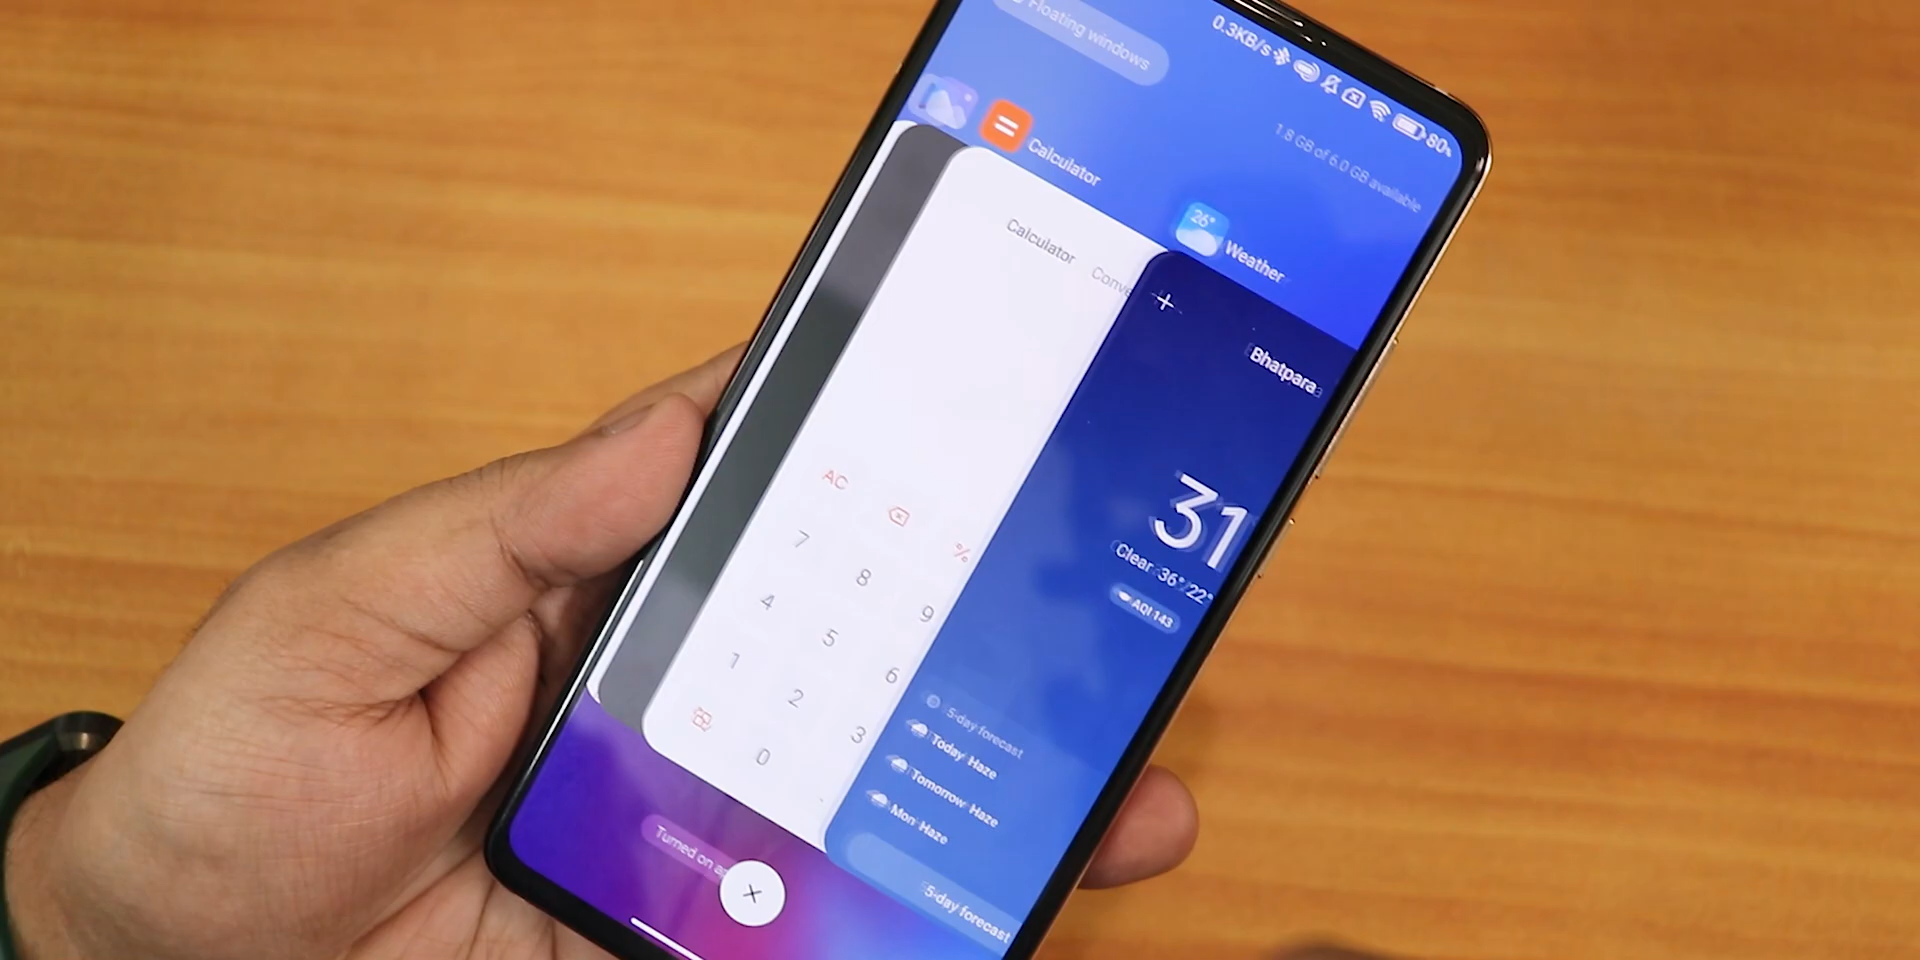 Floating windows
0.3KB/s
80%
1.8 GB of 6.0 GB available
Calculator
26°
Weather
Calculator
+
Bhatpara
31
Clear 36°/22°
AQI 143
AC
%
7
8
9
4
5
6
1
2
3
0
.
5-day forecast
Today Haze
Tomorrow Haze
Mon Haze
5-day forecast
Turned on